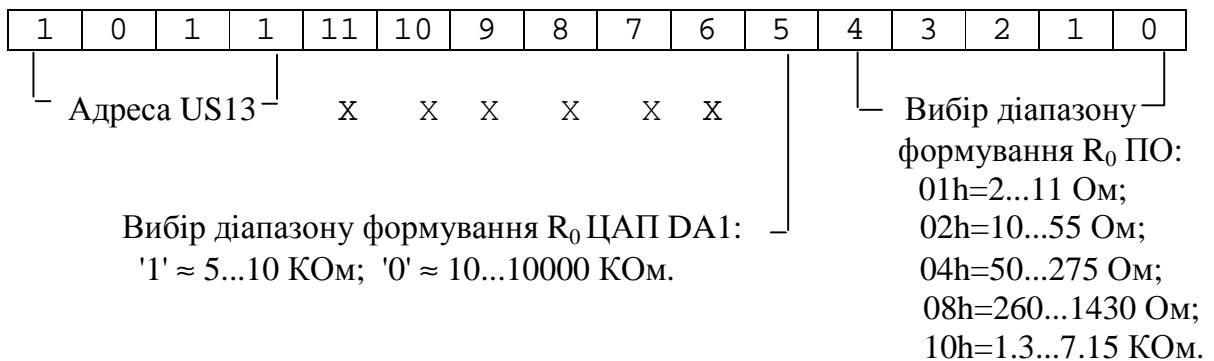 1 0 1 1 11 10 9 8 7 6 5 4 3 2 1 0
Адреса US13 x x x x x x
Вибір діапазону формування R₀ ПО:
01h=2...11 Ом;
02h=10...55 Ом;
04h=50...275 Ом;
08h=260...1430 Ом;
10h=1.3...7.15 КОм.
Вибір діапазону формування R₀ ЦАП DA1:
'1' ≈ 5...10 КОм; '0' ≈ 10...10000 КОм.